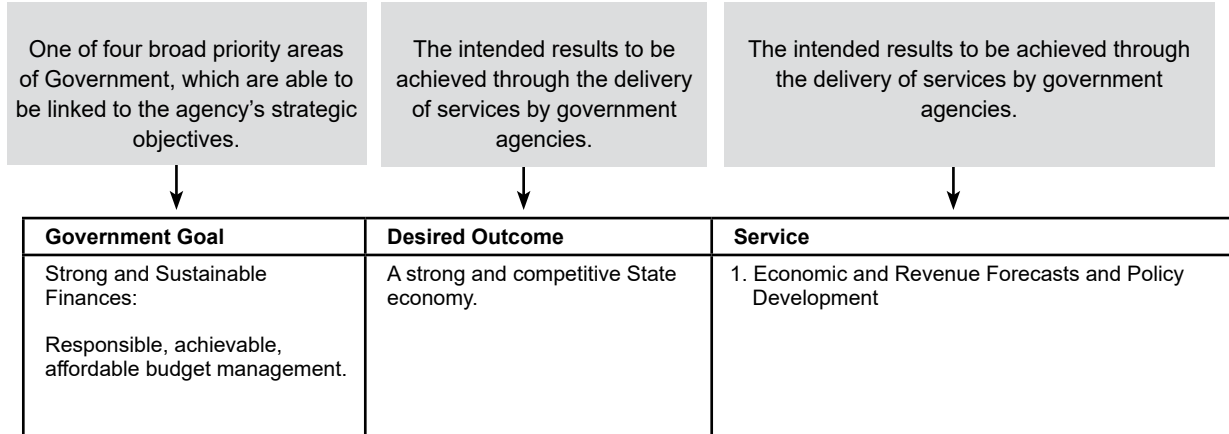 One of four broad priority areas
of Government, which are able to
be linked to the agency’s strategic
objectives.
The intended results to be
achieved through the delivery
of services by government
agencies.
The intended results to be achieved through
the delivery of services by government
agencies.
Government Goal
Desired Outcome
Service
Strong and Sustainable
Finances:
Responsible, achievable,
affordable budget management.
A strong and competitive State
economy.
1. Economic and Revenue Forecasts and Policy
Development